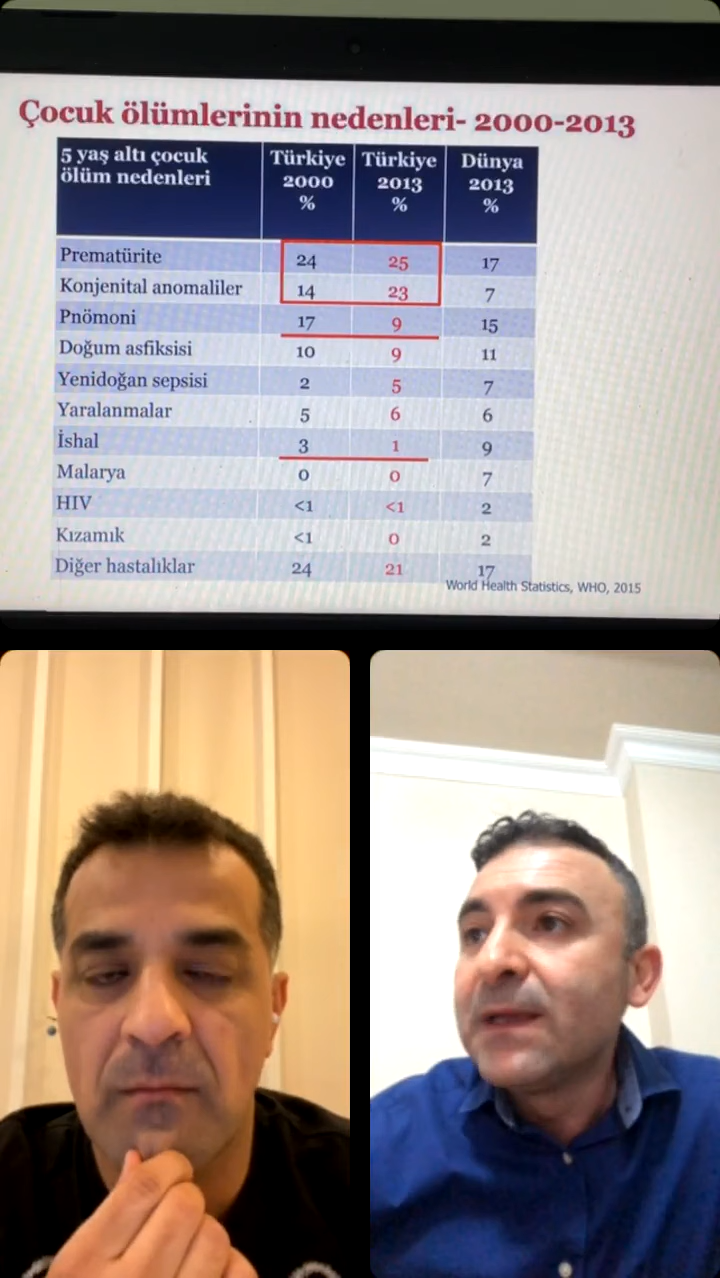 Çocuk ölümlerinin nedenleri- 2000-2013
5 yaş altı çocuk ölüm nedenleri Türkiye 2000 % Türkiye 2013 % Dünya 2013 %
Prematürite 24 25 17
Konjenital anomaliler 14 23 7
Pnömoni 17 9 15
Doğum asfiksisi 10 9 11
Yenidoğan sepsisi 2 5 7
Yaralanmalar 5 6 6
İshal 3 1 9
Malarya 0 0 7
HIV <1 <1 2
Kızamık <1 0 2
Diğer hastalıklar 24 21 17
World Health Statistics, WHO, 2015